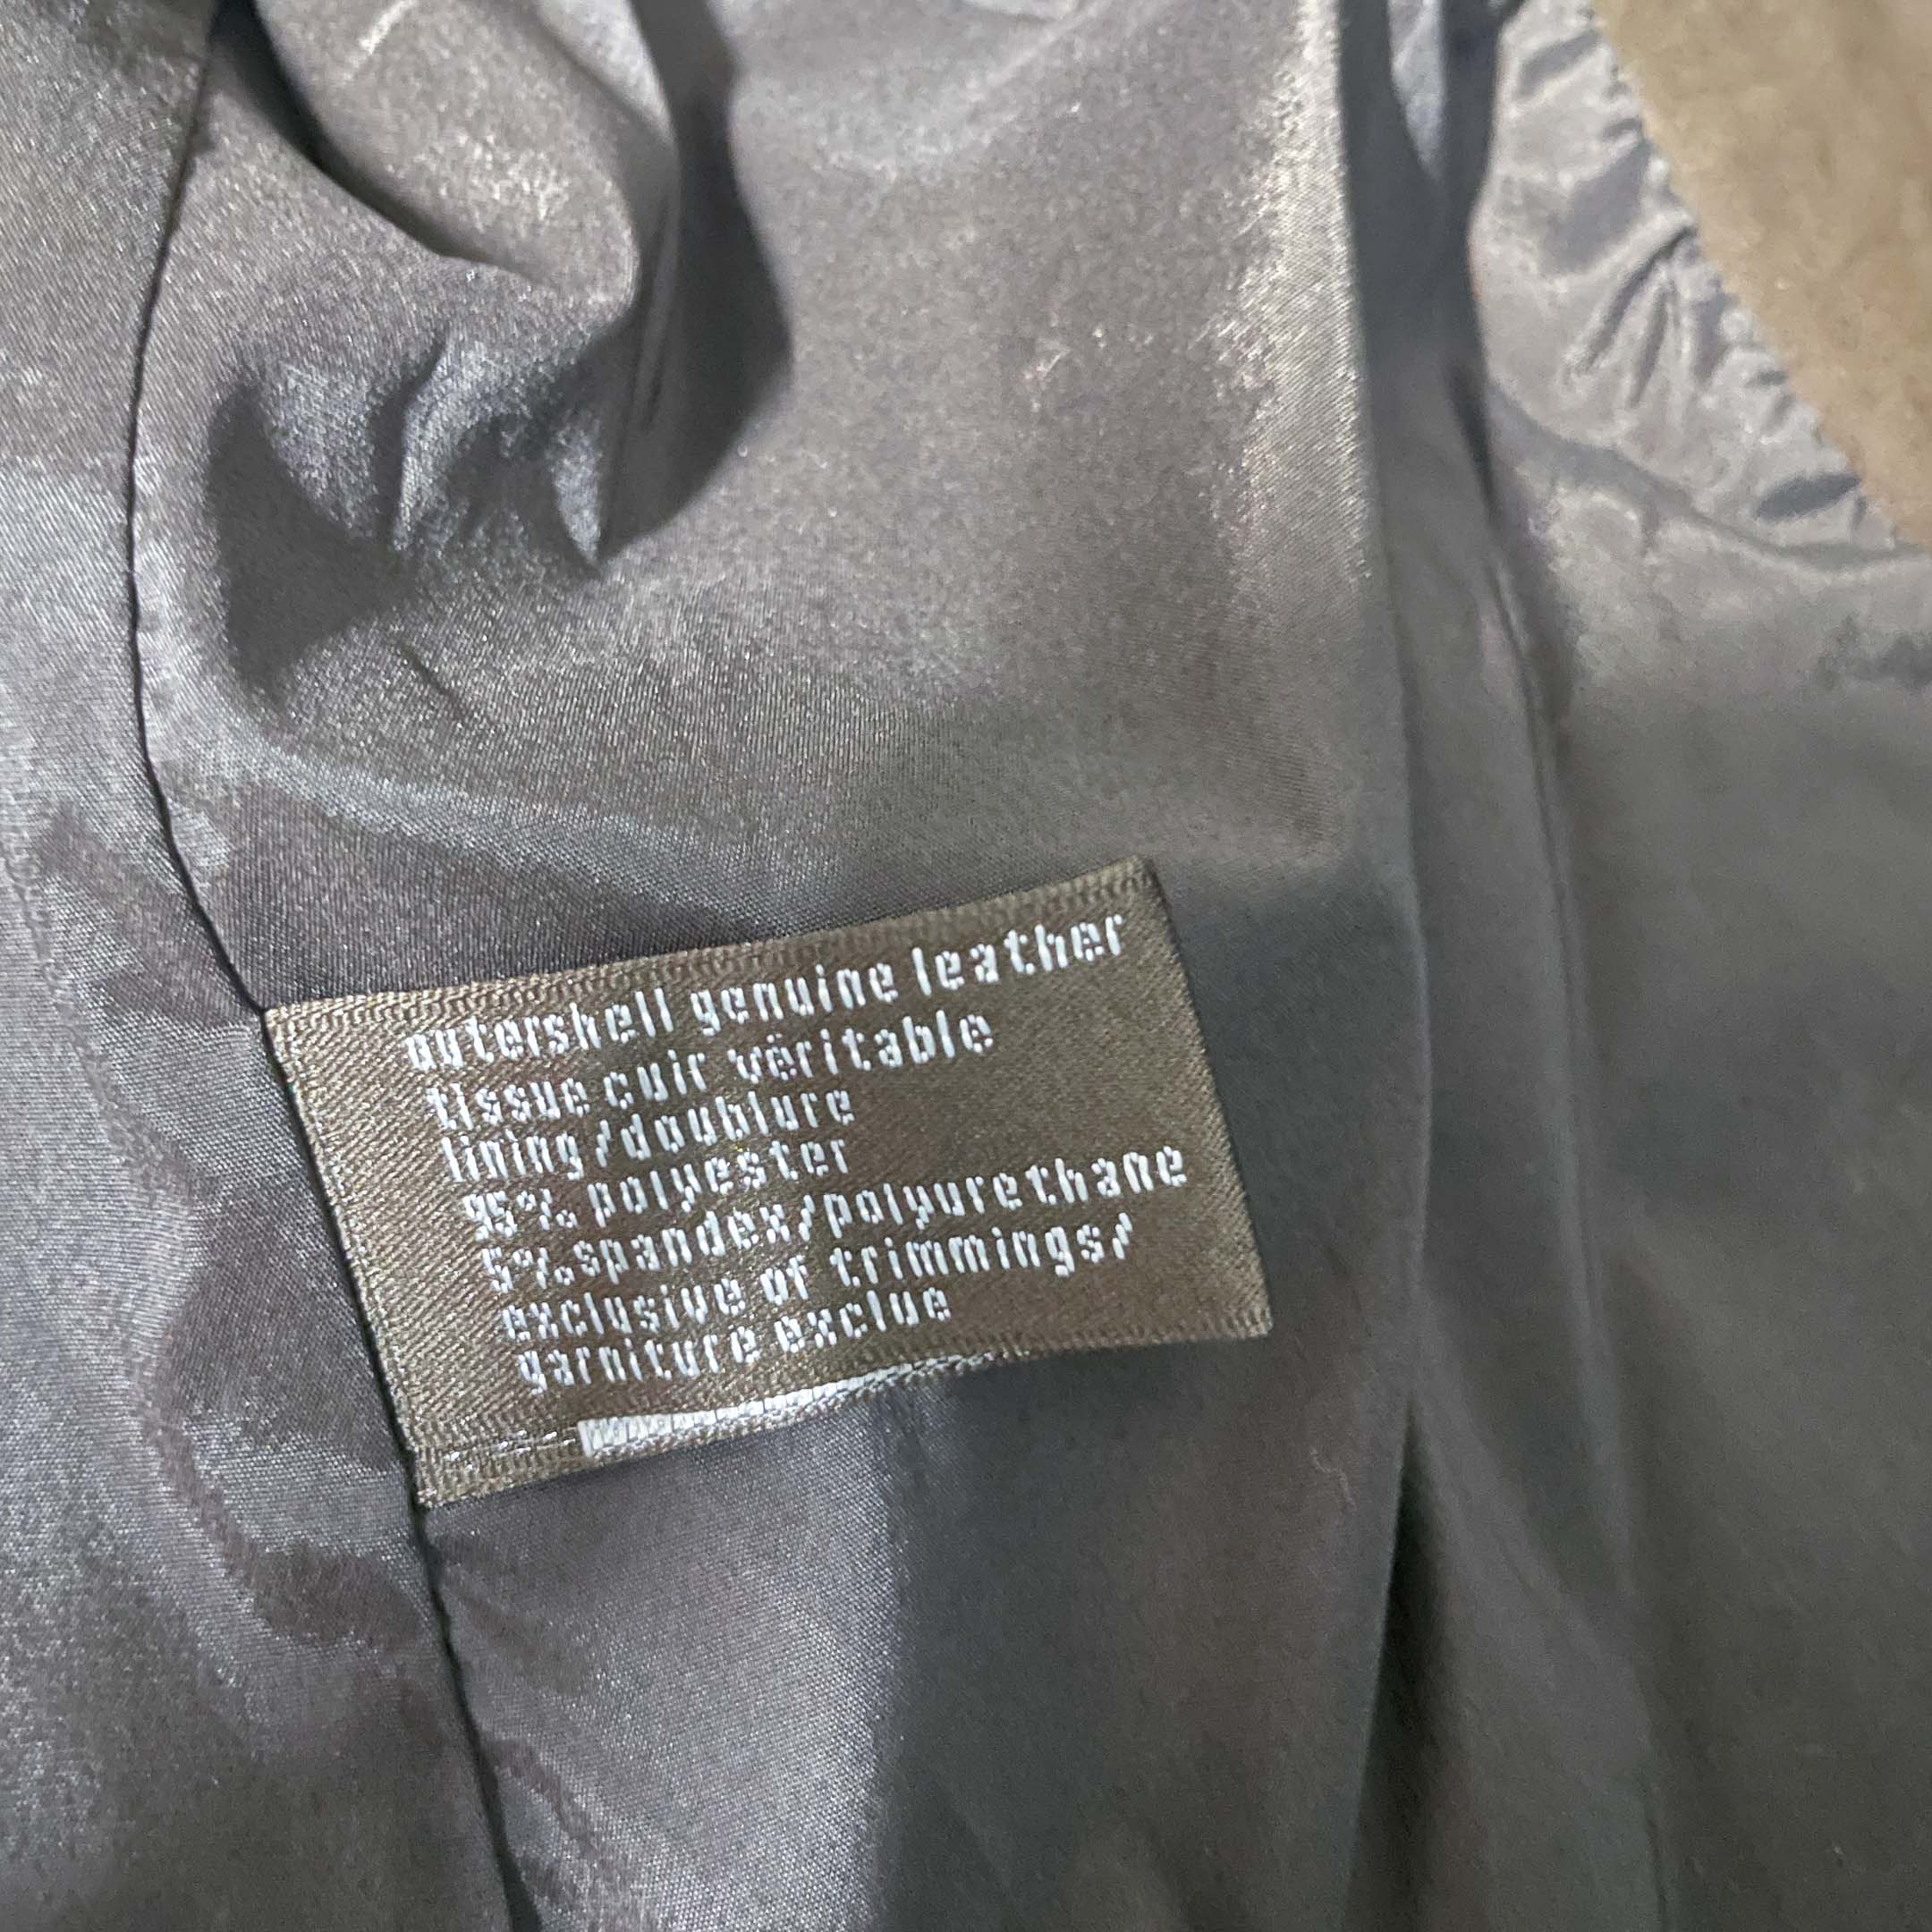 outershell genuine leather
tissue cuir véritable
lining/doublure
95% polyester
5% spandex/polyurethane
exclusive of trimmings/
garniture exclue